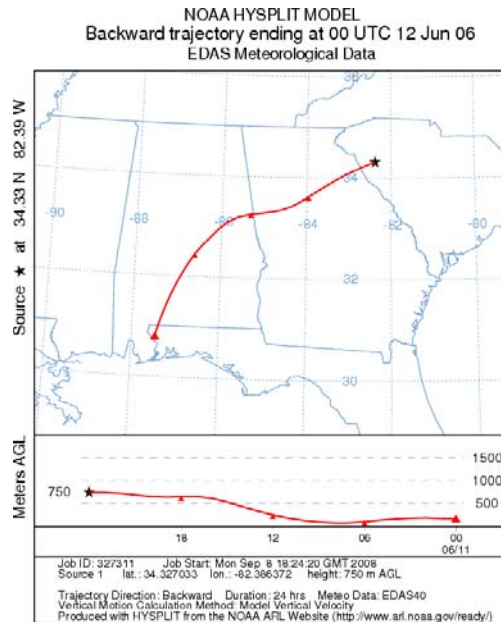 NOAA HYSPLIT MODEL
Backward trajectory ending at 00 UTC 12 Jun 06
EDAS Meteorological Data
Source ★ at 34.33 N 82.39 W
36
34
-90
-88
-86
-84
-82
-80
32
30
Meters AGL
1500
1000
750
500
18
12
06
00
06/11
Job ID: 327311 Job Start: Mon Sep 8 18:24:20 GMT 2008
Source 1 lat.: 34.327033 lon.: -82.386372 height: 750 m AGL
Trajectory Direction: Backward Duration: 24 hrs Meteo Data: EDAS40
Vertical Motion Calculation Method: Model Vertical Velocity
Produced with HYSPLIT from the NOAA ARL Website (http://www.arl.noaa.gov/ready/)